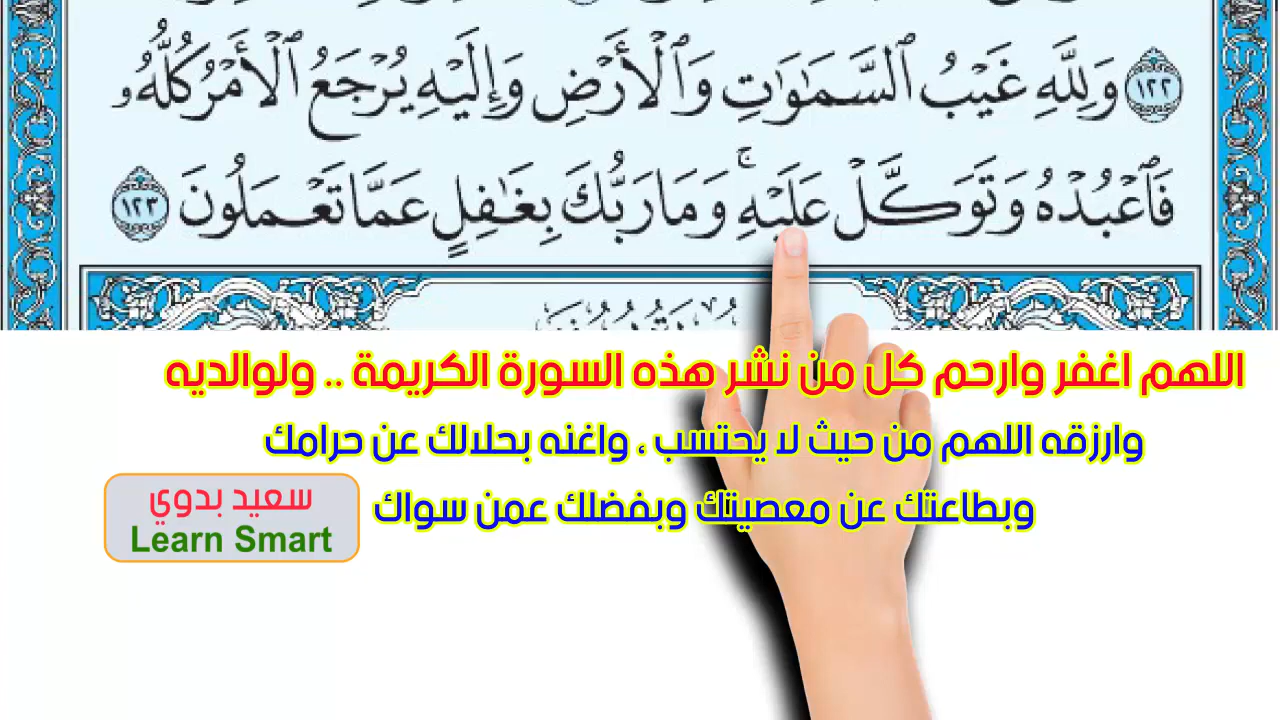 ١٢٢ وَلِلَّهِ غَيْبُ ٱلسَّمَٰوَٰتِ وَٱلْأَرْضِ وَإِلَيْهِ يُرْجَعُ ٱلْأَمْرُ كُلُّهُۥ
فَٱعْبُدْهُ وَتَوَكَّلْ عَلَيْهِ ۚ وَمَا رَبُّكَ بِغَٰفِلٍ عَمَّا تَعْمَلُونَ ١٢٣
اللهم اغفر وارحم كل من نشر هذه السورة الكريمة .. ولوالديه
وارزقه اللهم من حيث لا يحتسب ، واغنه بحلالك عن حرامك
وبطاعتك عن معصيتك وبفضلك عمن سواك
سعيد بدوي
Learn Smart